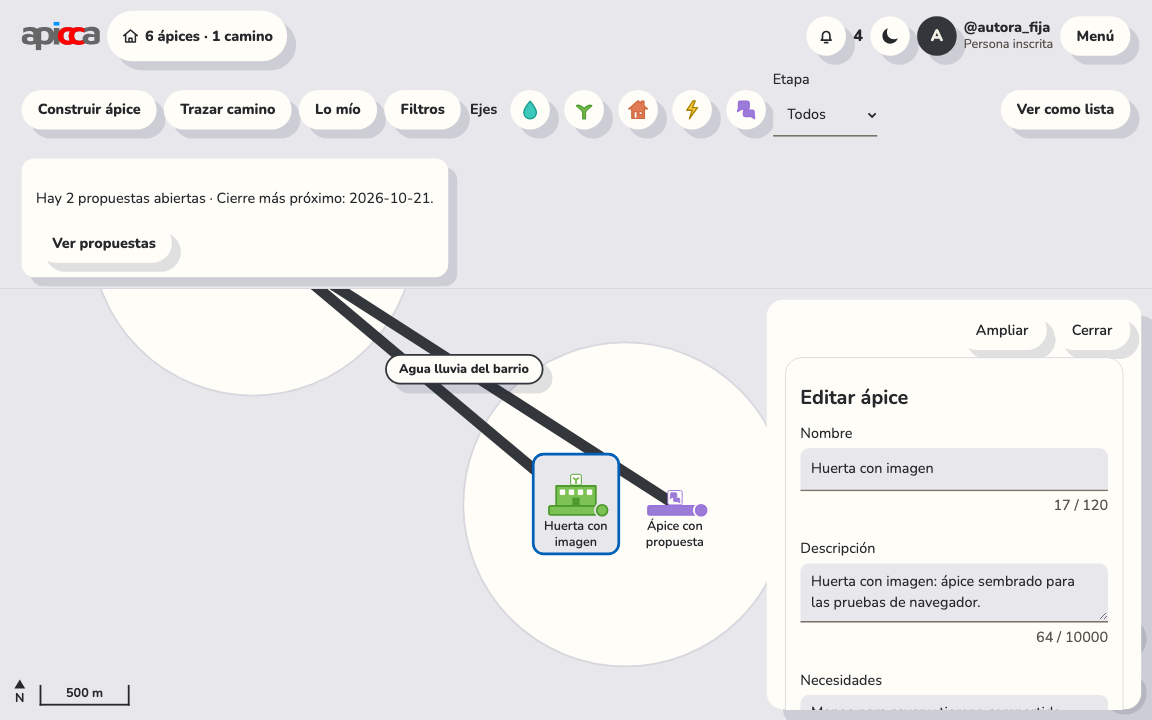 apicca
6 ápices · 1 camino
4
A
@autora_fija
Persona inscrita
Menú
Construir ápice
Trazar camino
Lo mío
Filtros
Ejes
Etapa
Todos
Ver como lista
Hay 2 propuestas abiertas · Cierre más próximo: 2026-10-21.
Ver propuestas
Agua lluvia del barrio
Huerta con
imagen
Ápice con
propuesta
N
500 m
Ampliar
Cerrar
Editar ápice
Nombre
Huerta con imagen
17 / 120
Descripción
Huerta con imagen: ápice sembrado para
las pruebas de navegador.
64 / 10000
Necesidades